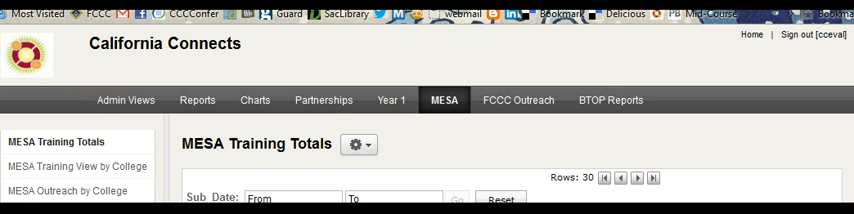 Most Visited FCCC CCCConfer Guard SacLibrary webmail Bookmark Delicious PB Mid-Course Bookma
Home | Sign out [cceval]
California Connects
Admin Views Reports Charts Partnerships Year 1 MESA FCCC Outreach BTOP Reports
MESA Training Totals
MESA Training View by College
MESA Outreach by College
MESA Training Totals
Rows: 30
Sub_Date: From To Go Reset